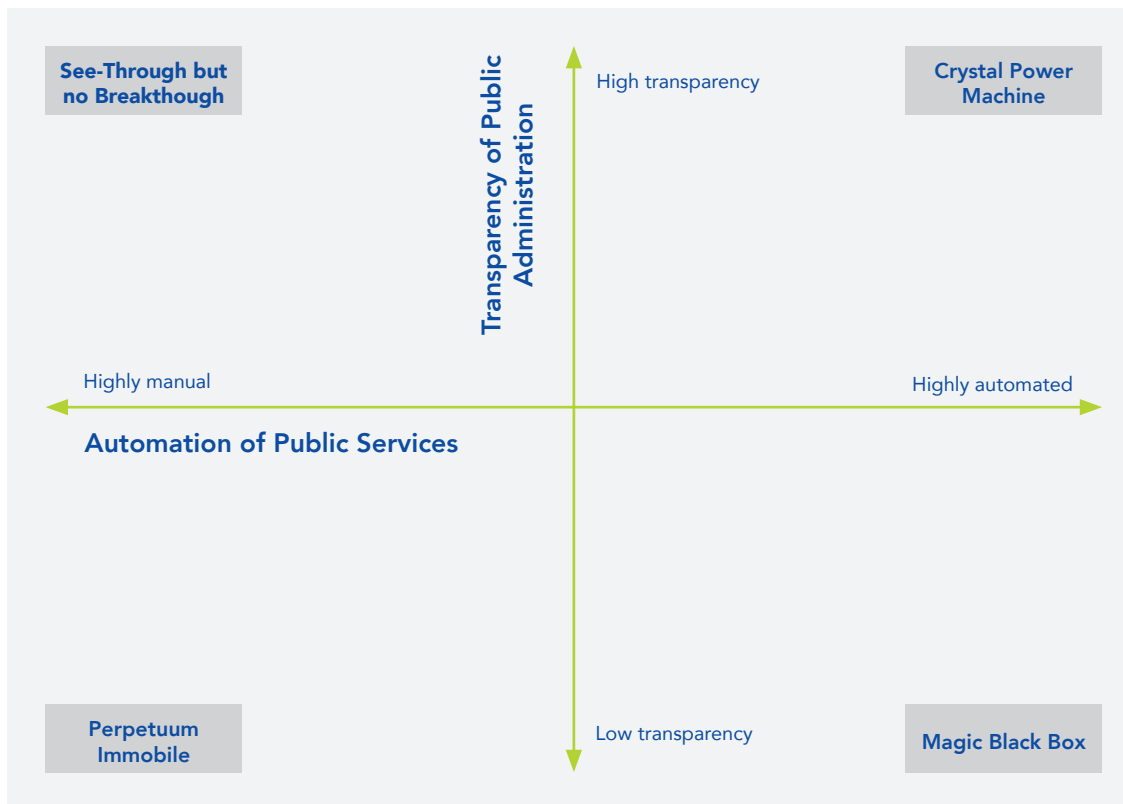 See-Through but
no Breakthough
Transparency of Public
Administration
High transparency
Crystal Power
Machine
Highly manual
Highly automated
Automation of Public Services
Perpetuum
Immobile
Low transparency
Magic Black Box